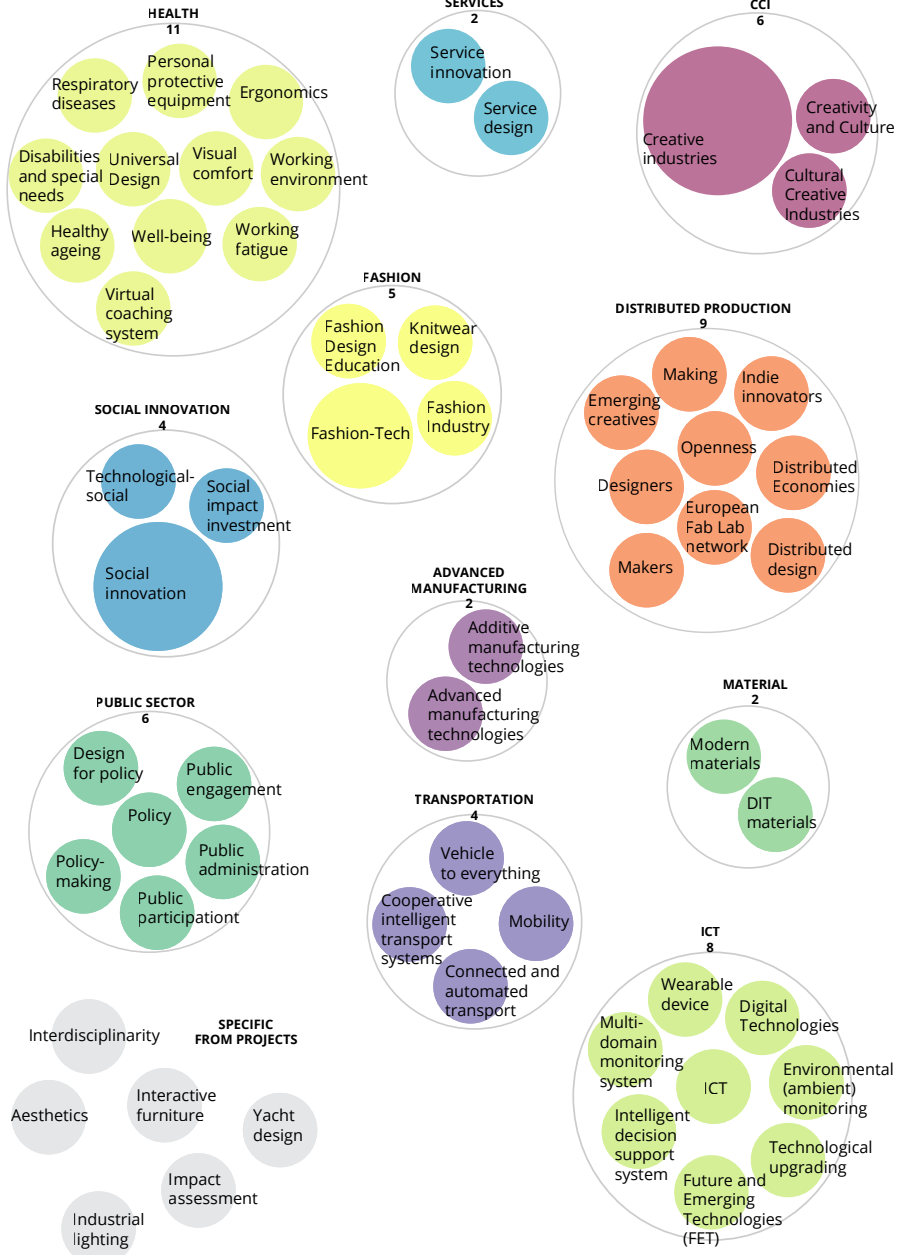 HEALTH
11
Respiratory
diseases
Personal
protective
equipment
Ergonomics
Disabilities
and special
needs
Universal
Design
Visual
comfort
Working
environment
Healthy
ageing
Well-being
Working
fatigue
Virtual
coaching
system
SERVICES
2
Service
innovation
Service
design
CCI
6
Creative
industries
Creativity
and Culture
Cultural
Creative
Industries
FASHION
5
Fashion
Design
Education
Knitwear
design
Fashion-Tech
Fashion
Industry
DISTRIBUTED PRODUCTION
9
Making
Indie
innovators
Emerging
creatives
Openness
Distributed
Economies
Designers
European
Fab Lab
network
Makers
Distributed
design
SOCIAL INNOVATION
4
Technological-
social
Social
impact
investment
Social
innovation
ADVANCED
MANUFACTURING
2
Additive
manufacturing
technologies
Advanced
manufacturing
technologies
MATERIAL
2
Modern
materials
DIT
materials
PUBLIC SECTOR
6
Design
for policy
Public
engagement
Policy
Policy-
making
Public
administration
Public
participationt
TRANSPORTATION
4
Vehicle
to everything
Cooperative
intelligent
transport
systems
Mobility
Connected and
automated
transport
ICT
8
Wearable
device
Digital
Technologies
Multi-
domain
monitoring
system
ICT
Environmental
(ambient)
monitoring
Intelligent
decision
support
system
Technological
upgrading
Future and
Emerging
Technologies
(FET)
SPECIFIC
FROM PROJECTS
Interdisciplinarity
Aesthetics
Interactive
furniture
Yacht
design
Impact
assessment
Industrial
lighting